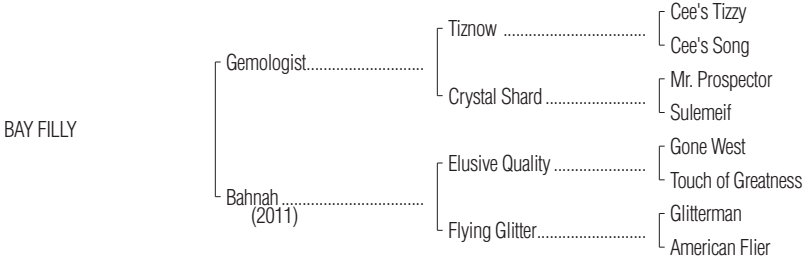 Cee's Tizzy
Tiznow ................................
Cee's Song
Gemologist...........................
Mr. Prospector
Crystal Shard .......................
Sulemeif
BAY FILLY
Gone West
Elusive Quality .....................
Touch of Greatness
Bahnah ................................
(2011)
Glitterman
Flying Glitter.........................
American Flier